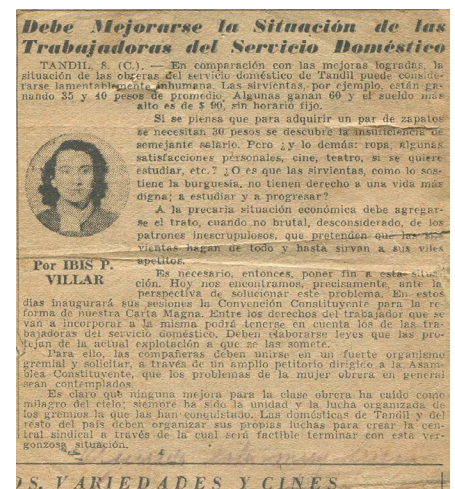 Debe Mejorarse la Situación de las
Trabajadoras del Servicio Doméstico
TANDIL, S. (C.). — En comparación con las mejoras logradas, la
situación de las obreras del servicio doméstico de Tandil puede conside-
rarse lamentablemente inhumana. Las sirvientas, por ejemplo, están ga-
nando 35 y 40 pesos de promedio. Algunas ganan 60 y el sueldo más
alto es de $ 90, sin horario fijo.
Si se piensa que para adquirir un par de zapatos
se necesitan 30 pesos se descubre la insuficiencia de
semejante salario. Pero ¿y lo demás: ropa, algunas
satisfacciones personales, cine, teatro, si se quiere
estudiar, etc.? ¿O es que las sirvientas, como lo sos-
tiene la burguesía, no tienen derecho a una vida más
digna; a estudiar y a progresar?
A la precaria situación económica debe agregar-
se el trato, cuando no brutal, desconsiderado, de los
patrones inescrupulosos, que pretenden que las sir-
vientas hagan de todo y hasta sirvan a sus viles
apetitos.
Por IBIS P.
VILLAR
Es necesario, entonces, poner fin a esta situa-
ción. Hoy nos encontramos, precisamente, ante la
perspectiva de solucionar este problema. En estos
días inaugurará sus sesiones la Convención Constituyente para la re-
forma de nuestra Carta Magna. Entre los derechos del trabajador que se
van a incorporar a la misma podrá tenerse en cuenta los de las tra-
bajadoras del servicio doméstico. Deben elaborarse leyes que las pro-
tejan de la actual explotación a que se las somete.
Para ello, las compañeras deben unirse en un fuerte organismo
gremial y solicitar, a través de un amplio petitorio dirigico a la Asam-
blea Constituyente, que los problemas de la mujer obrera en general
sean contemplados.
Es claro que ninguna mejora para la clase obrera ha caído como
milagro del cielo; siempre ha sido la unidad y la lucha organizada de
los gremios la que las han conquistado. Las domésticas de Tandil y del
resto del país deben organizar sus propias luchas para crear la cen-
tral sindical a través de la cual será factible terminar con esta ver-
gonzosa situación.
OS, VARIEDADES Y CINES